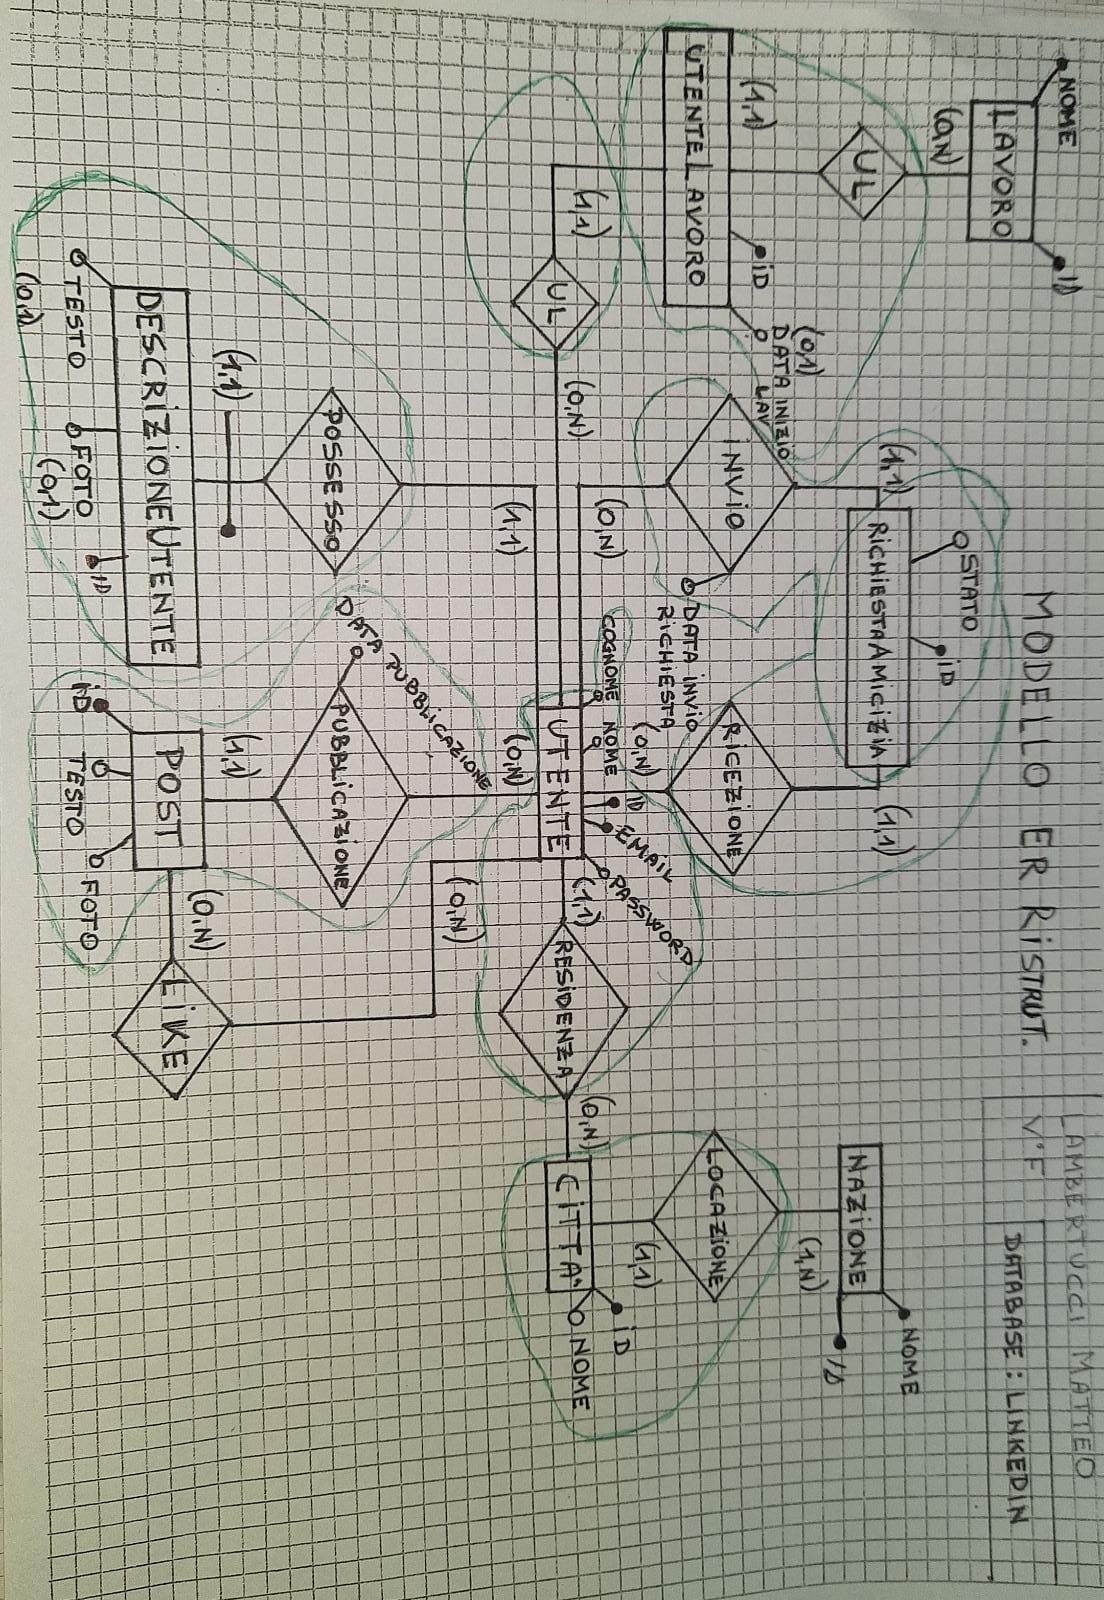 LAMBERTUCCI MATTEO
V°F
MODELLO ER RiSTRUT.
DATABASE : LINKEDIN
NOME
ID
LAVORO
(0,N)
STATO
iD
(1,1)
RiCHIESTAAMiCiZiA
(1,1)
NOME
NAZiONE
ID
(1,N)
UL
(0,1)
DATA iNIZIO
LAV
(1,1)
iD
UTENTELAVORO
iNViO
RiCEZiONE
LOCAZiONE
DATA iNViO
RiCHiESTA
(0,N)
(1,1)
ID
EMAiL
PASSWORD
COGNOME
NOME
(0,N)
(1,1)
UL
(0,N)
UTENTE
(1,1)
RESiDENZA
(0,N)
CiTTA'
iD
NOME
(1,1)
(0,N)
(0,N)
DATA PUBBLiCAZiONE
POSSESSO
PUBBLiCAZiONE
(1,1)
(1,1)
(0,N)
LiKE
DESCRiZiONEUTENTE
POST
TESTO
(0,1)
FOTO
(0,1)
ID
iD
TESTO
FOTO